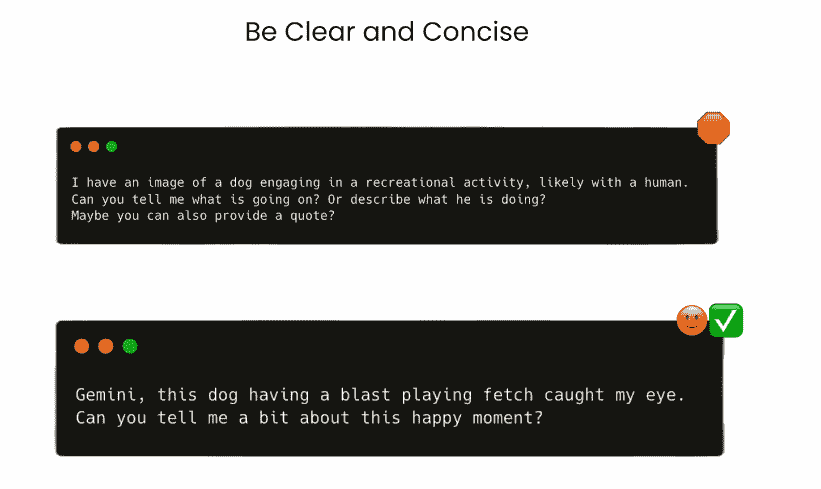 Be Clear and Concise
I have an image of a dog engaging in a recreational activity, likely with a human.
Can you tell me what is going on? Or describe what he is doing?
Maybe you can also provide a quote?
Gemini, this dog having a blast playing fetch caught my eye.
Can you tell me a bit about this happy moment?